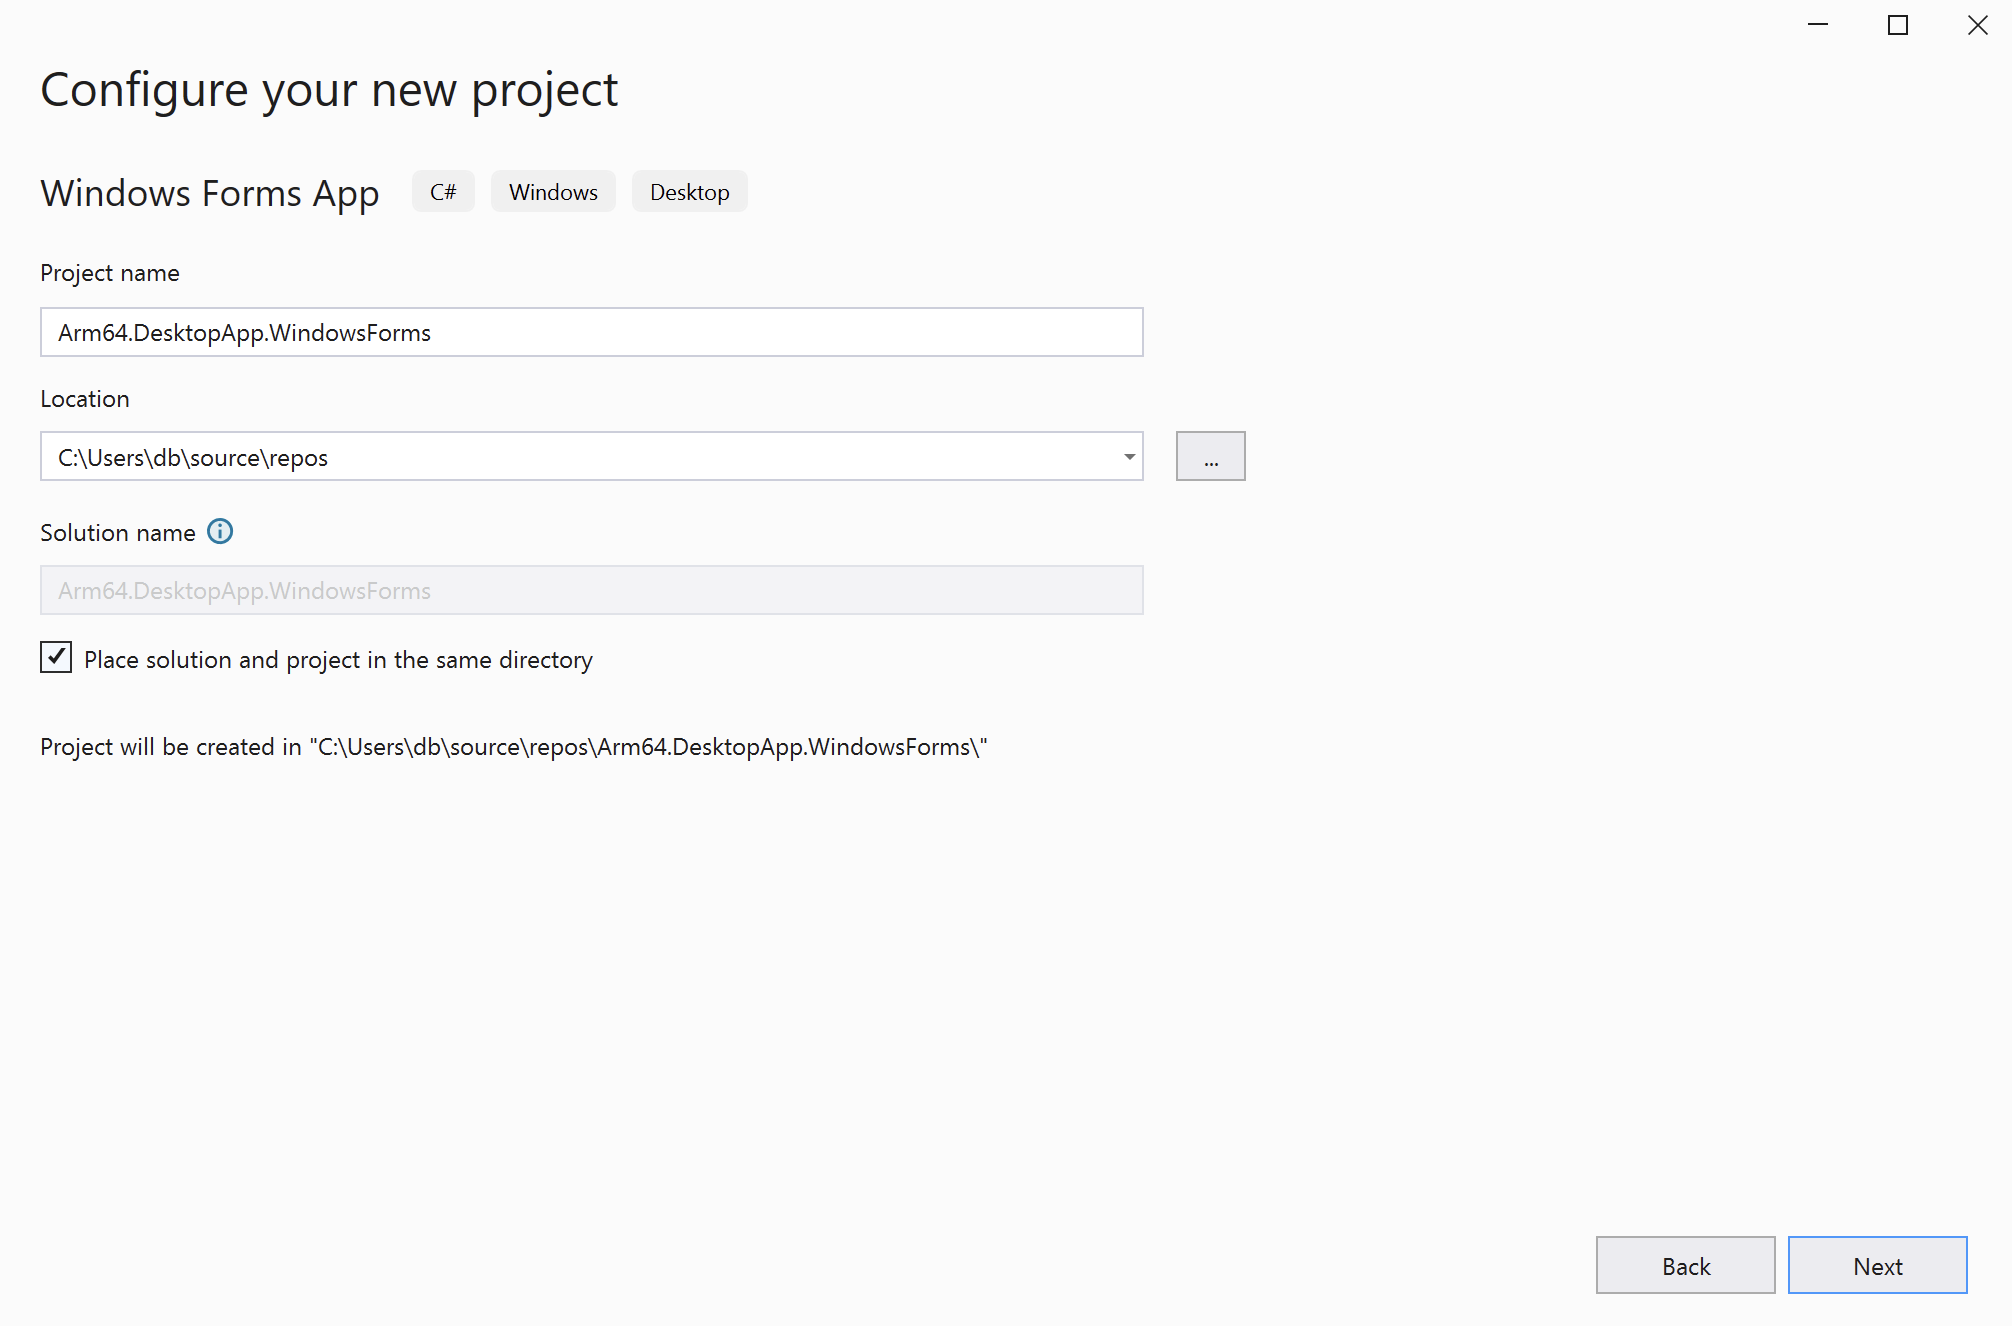 Configure your new project
Windows Forms App C# Windows Desktop
Project name
Arm64.DesktopApp.WindowsForms
Location
C:\Users\db\source\repos
...
Solution name
Arm64.DesktopApp.WindowsForms
Place solution and project in the same directory
Project will be created in "C:\Users\db\source\repos\Arm64.DesktopApp.WindowsForms\"
Back Next